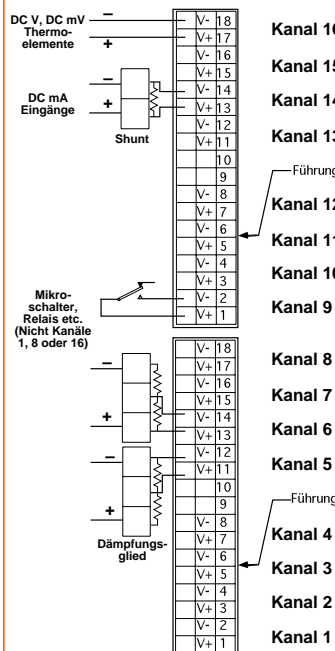 DC V, DC mV
Thermo-
elemente
–
+
V- 18
V+ 17
V- 16
V+ 15
V- 14
V+ 13
V- 12
V+ 11
10
9
V- 8
V+ 7
V- 6
V+ 5
V- 4
V+ 3
V- 2
V+ 1
Kanal 16
Kanal 15
Kanal 14
Kanal 13
Führung
Kanal 12
Kanal 11
Kanal 10
Kanal 9
DC mA
Eingänge
–
+
Shunt
Mikro-
schalter,
Relais etc.
(Nicht Kanäle
1, 8 oder 16)
–
+
–
+
Dämpfungs-
glied
V- 18
V+ 17
V- 16
V+ 15
V- 14
V+ 13
V- 12
V+ 11
10
9
V- 8
V+ 7
V- 6
V+ 5
V- 4
V+ 3
V- 2
V+ 1
Kanal 8
Kanal 7
Kanal 6
Kanal 5
Führung
Kanal 4
Kanal 3
Kanal 2
Kanal 1